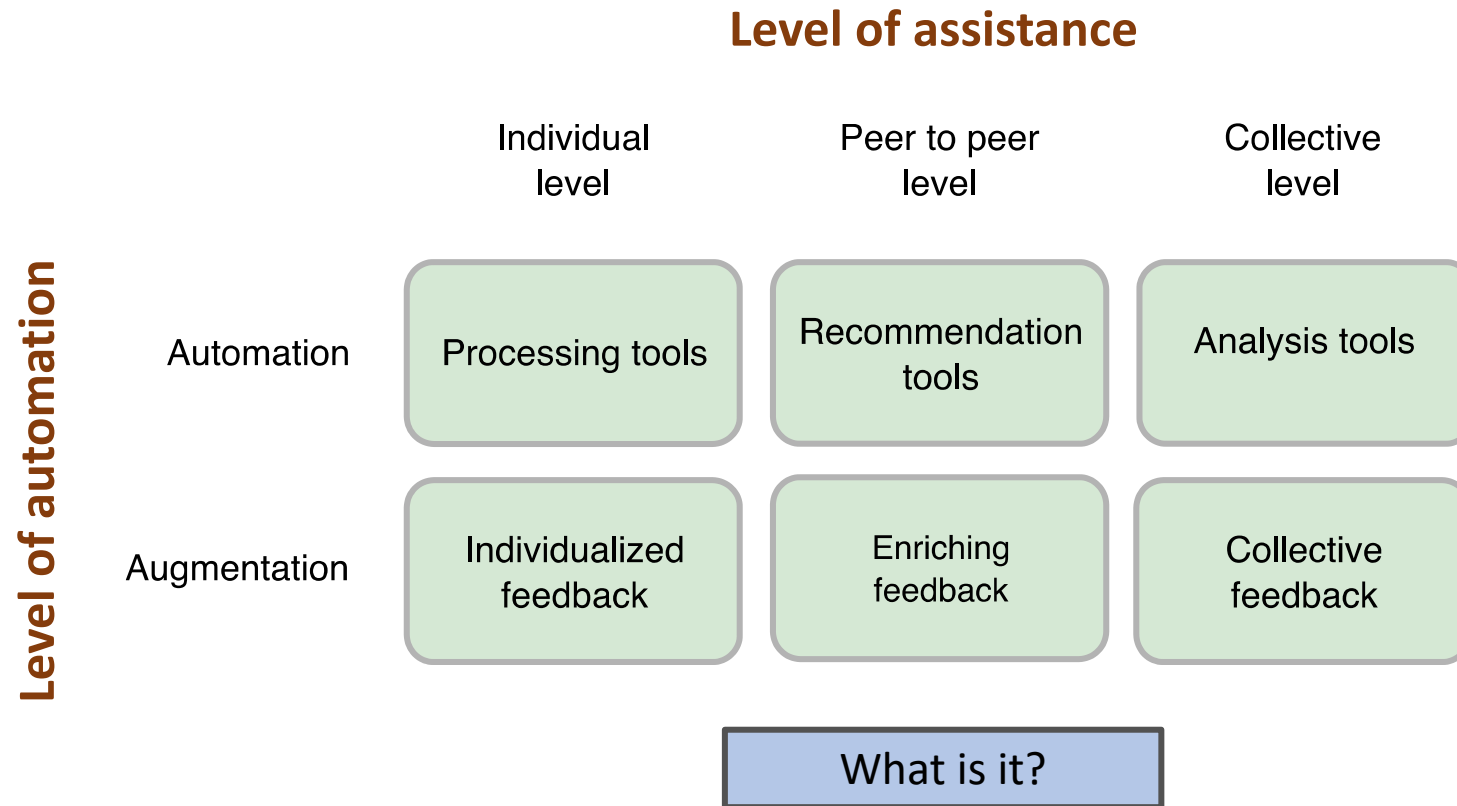 Level of assistance
Individual
level
Peer to peer
level
Collective
level
Level of automation
Automation
Processing tools
Recommendation
tools
Analysis tools
Augmentation
Individualized
feedback
Enriching
feedback
Collective
feedback
What is it?